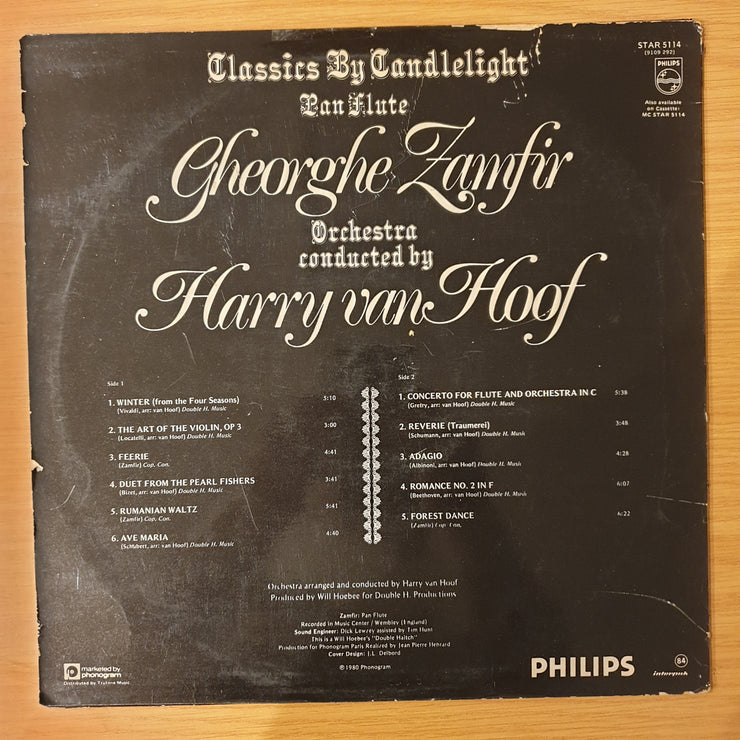 STAR 5114
(9109 292)
PHILIPS
Also available
on Cassette:
MC STAR 5114
Classics By Candlelight
Pan Flute
Gheorghe Zamfir
Orchestra
conducted by
Harry van Hoof
Side 1
1. WINTER (from the Four Seasons) 5:10
(Vivaldi, arr: van Hoof) Double H. Music
2. THE ART OF THE VIOLIN, OP 3 3:00
(Locatelli, arr: van Hoof) Double H. Music
3. FEERIE 4:41
(Zamfir) Cop. Con.
4. DUET FROM THE PEARL FISHERS 3:41
(Bizet, arr: van Hoof) Double H. Music
5. RUMANIAN WALTZ 5:41
(Zamfir) Cop. Con.
6. AVE MARIA 4:40
(Schubert, arr: van Hoof) Double H. Music
Side 2
1. CONCERTO FOR FLUTE AND ORCHESTRA IN C 5:38
(Gretry, arr: van Hoof) Double H. Music
2. REVERIE (Traumerei) 3:48
(Schumann, arr: van Hoof) Double H. Music
3. ADAGIO 4:28
(Albinoni, arr: van Hoof) Double H. Music
4. ROMANCE NO. 2 IN F 6:07
(Beethoven, arr: van Hoof) Double H. Music
5. FOREST DANCE 6:22
(Zamfir) Cop. Con.
Orchestra arranged and conducted by Harry van Hoof
Produced by Will Hoebee for Double H. Productions
Zamfir: Pan Flute
Recorded in Music Center / Wembley (England)
Sound Engineer: Dick Lewzey assisted by Tim Hunt
This is a Will Hoebee's "Double Haitch"
Production for Phonogram Paris Realized by Jean Pierre Henrard
Cover Design: J.L. Delbord
©1980 Phonogram
marketed by
phonogram
Distributed by Trutone Music
PHILIPS
84
interpak